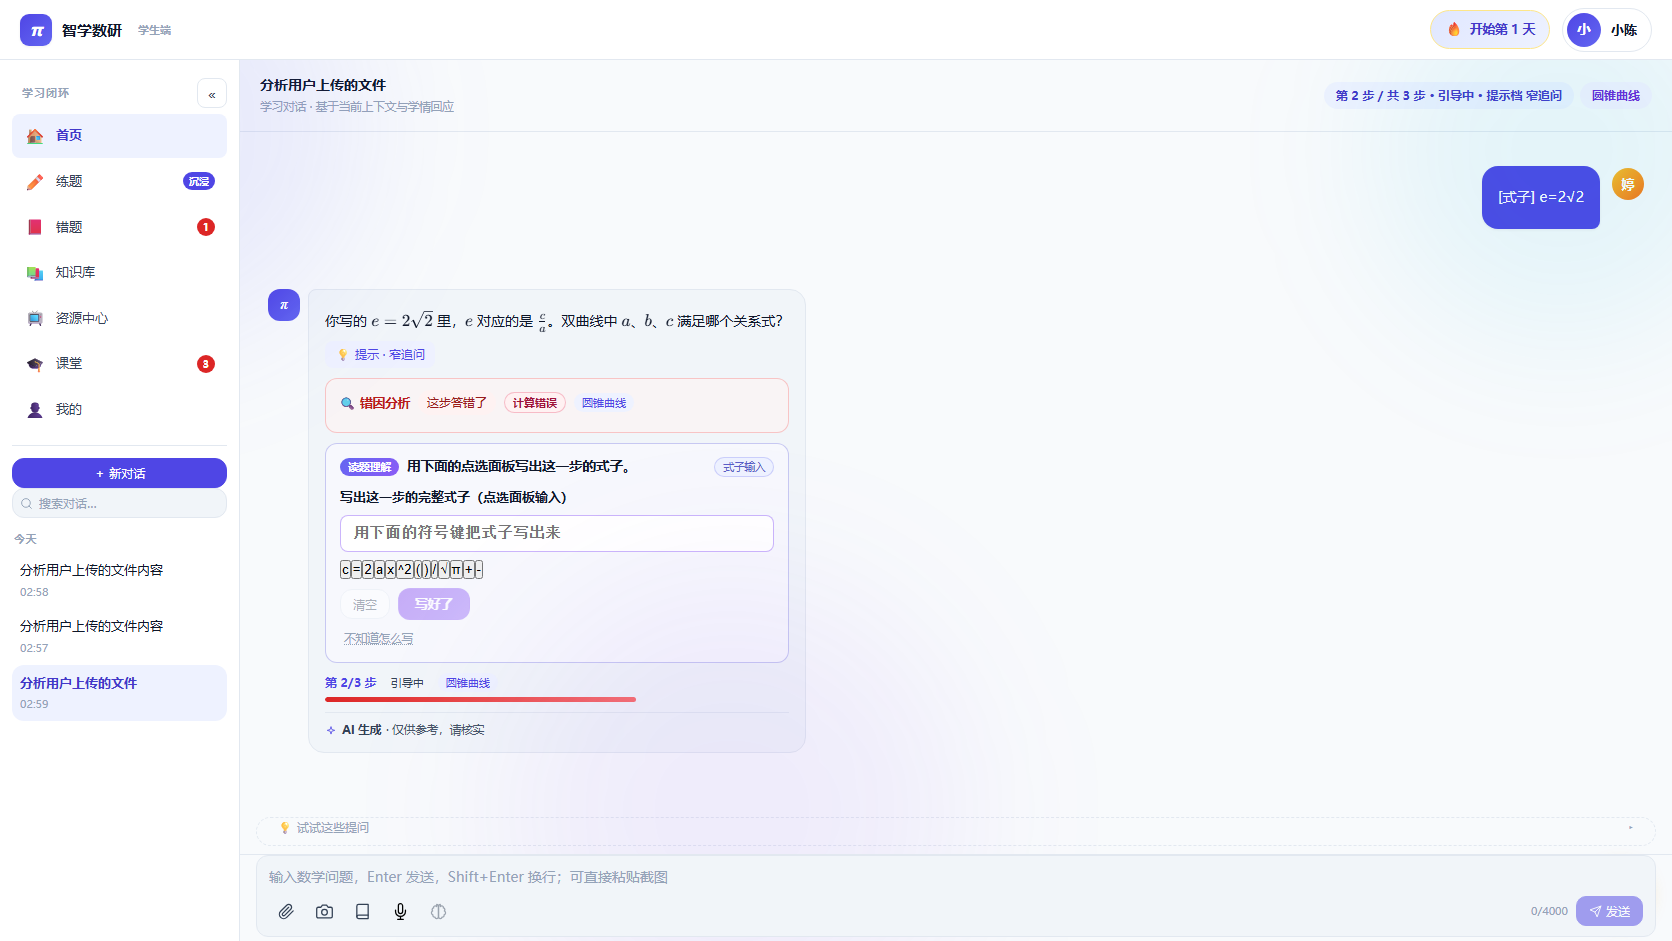 π 智学数研 学生端
开始第 1 天 小 小陈
学习闭环 «
首页
练题 沉浸
错题 1
知识库
资源中心
课堂 3
我的
+ 新对话
搜索对话...
今天
分析用户上传的文件内容
02:58
分析用户上传的文件内容
02:57
分析用户上传的文件
02:59
分析用户上传的文件
学习对话 · 基于当前上下文与学情回应
第 2 步 / 共 3 步 • 引导中 • 提示档 窄追问 圆锥曲线
[式子] e=2√2 婷
π
你写的 e = 2√2 里，e 对应的是 c/a。双曲线中 a、b、c 满足哪个关系式？
提示 · 窄追问
错因分析 这步答错了 计算错误 圆锥曲线
读题理解 用下面的点选面板写出这一步的式子。 式子输入
写出这一步的完整式子（点选面板输入）
用下面的符号键把式子写出来
c = 2 a x ^2 ( ) / √ π + -
清空 写好了
不知道怎么写
第 2/3 步 引导中 圆锥曲线
AI 生成 · 仅供参考，请核实
试试这些提问
输入数学问题，Enter 发送，Shift+Enter 换行；可直接粘贴截图
0/4000 发送